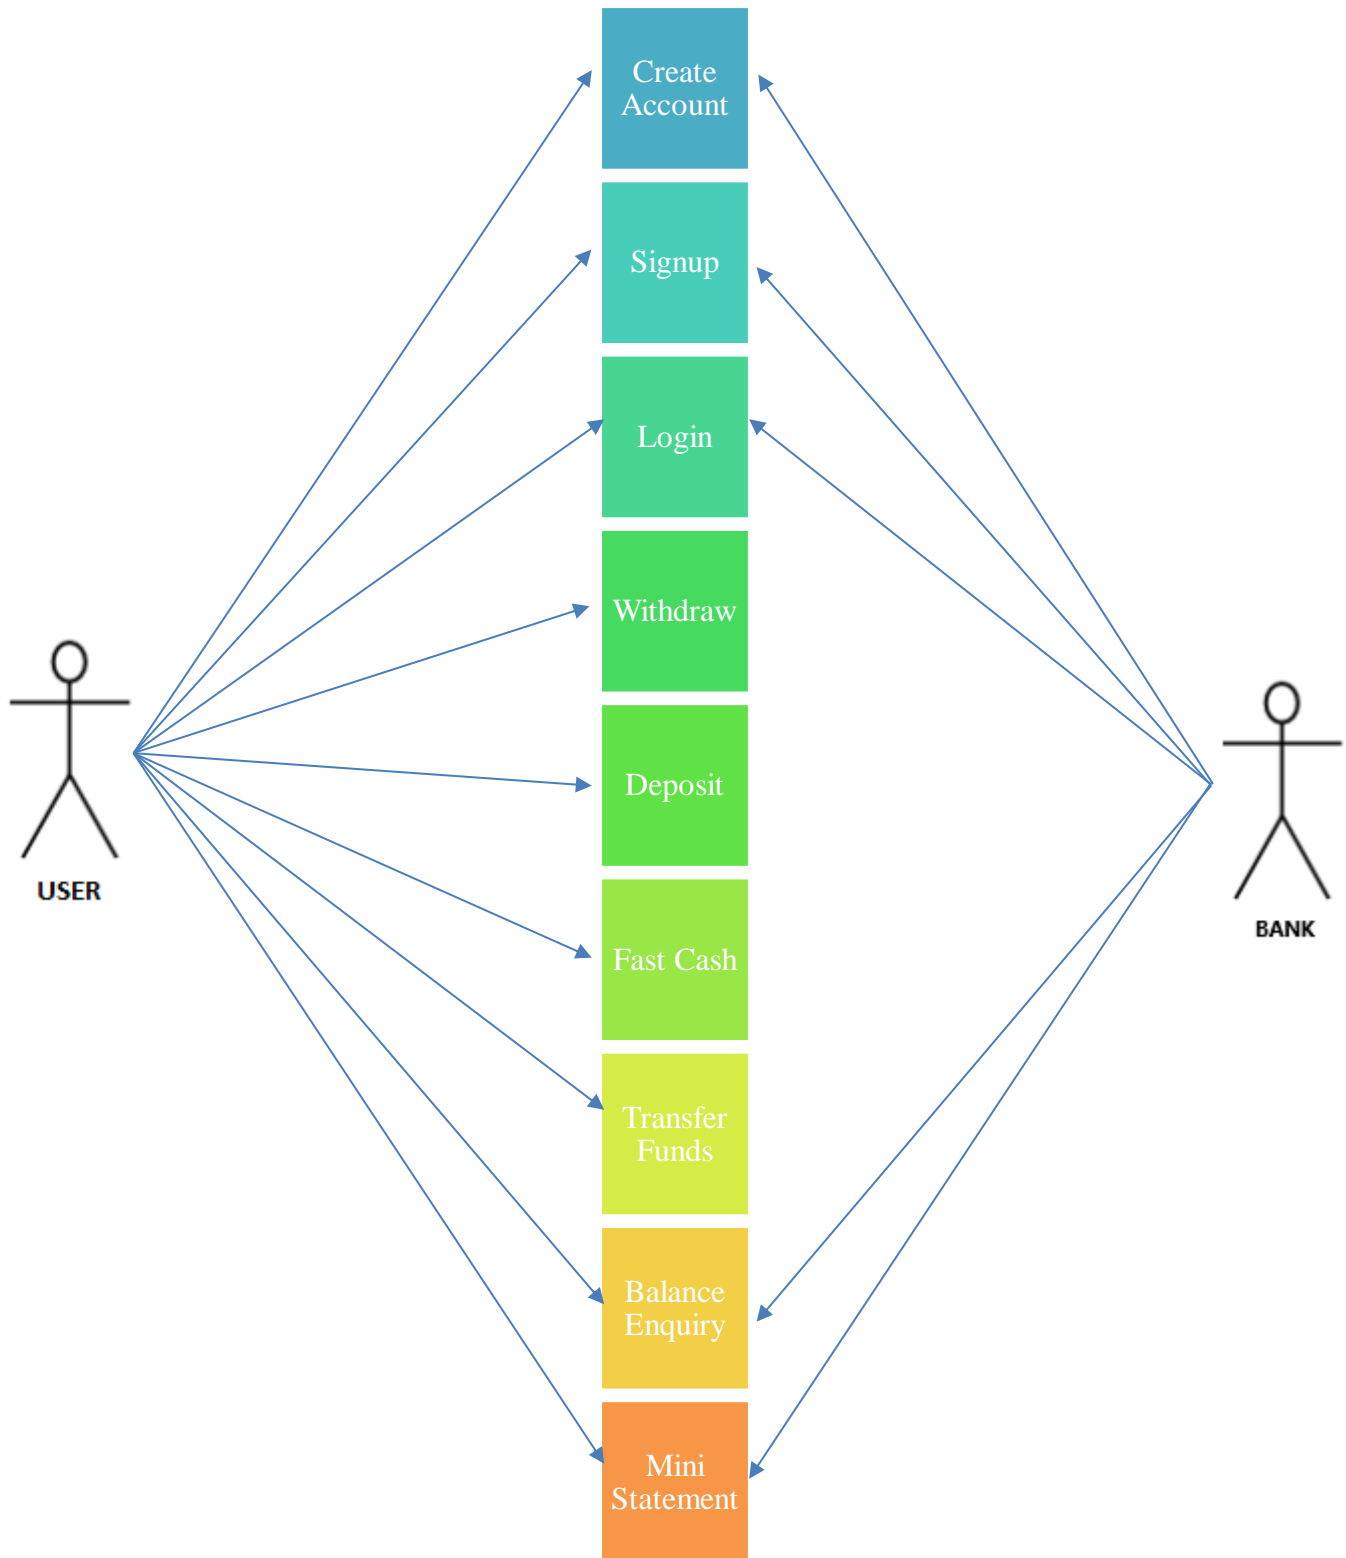 Create
Account
Signup
Login
Withdraw
Deposit
USER
Fast Cash
BANK
Transfer
Funds
Balance
Enquiry
Mini
Statement